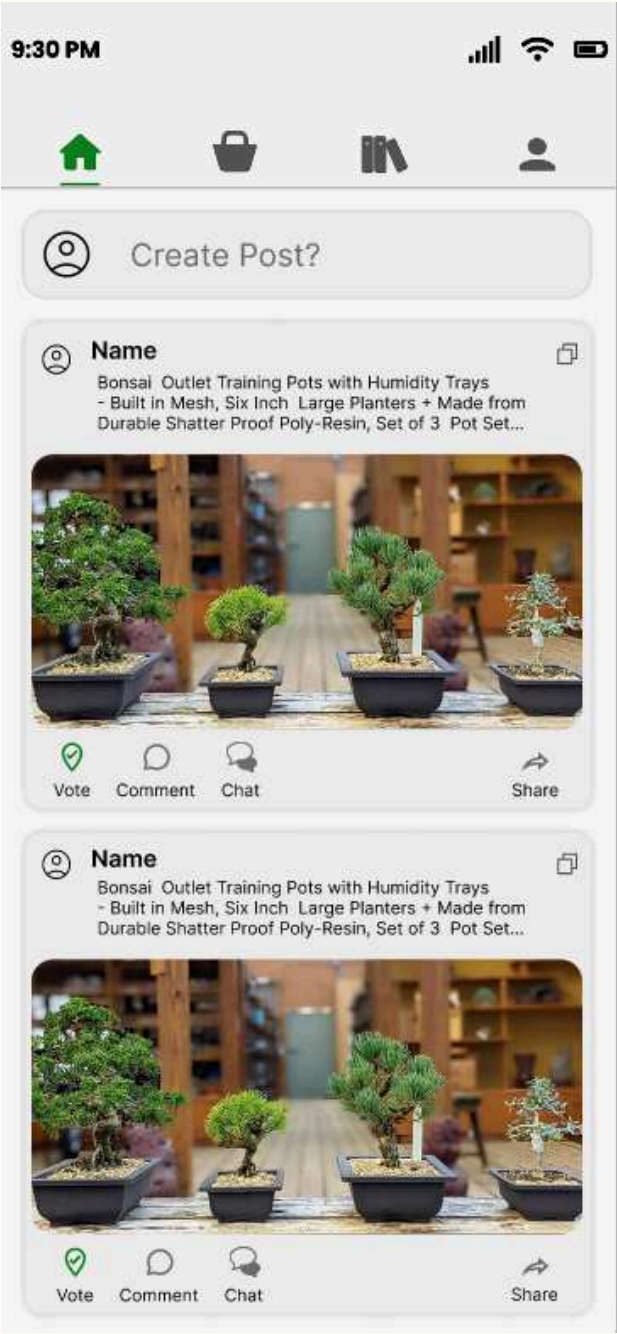 9:30 PM
Create Post?
Name
Bonsai Outlet Training Pots with Humidity Trays
- Built in Mesh, Six Inch Large Planters + Made from
Durable Shatter Proof Poly-Resin, Set of 3 Pot Set...
Vote Comment Chat Share
Name
Bonsai Outlet Training Pots with Humidity Trays
- Built in Mesh, Six Inch Large Planters + Made from
Durable Shatter Proof Poly-Resin, Set of 3 Pot Set...
Vote Comment Chat Share